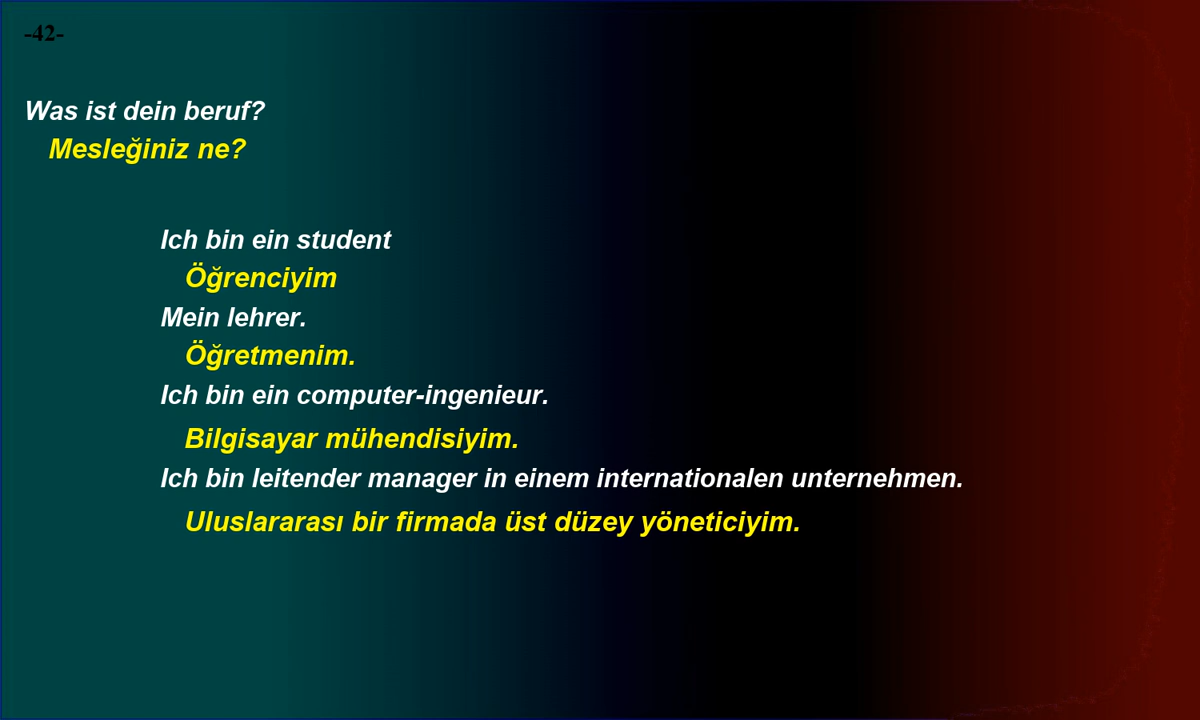 -42-
Was ist dein beruf?
Mesleğiniz ne?
Ich bin ein student
Öğrenciyim
Mein lehrer.
Öğretmenim.
Ich bin ein computer-ingenieur.
Bilgisayar mühendisiyim.
Ich bin leitender manager in einem internationalen unternehmen.
Uluslararası bir firmada üst düzey yöneticiyim.